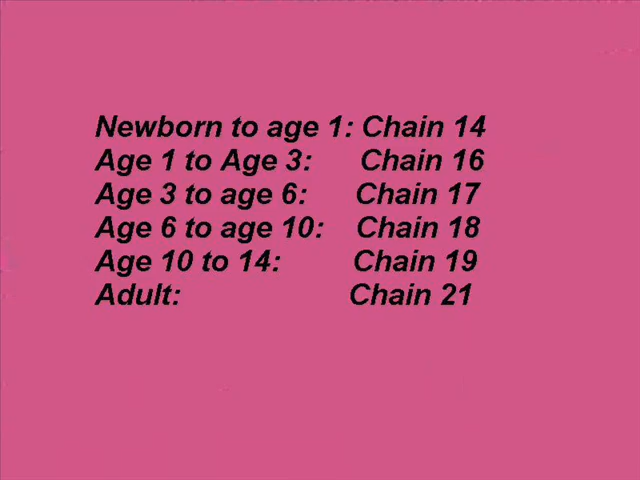 Newborn to age 1: Chain 14
Age 1 to Age 3: Chain 16
Age 3 to age 6: Chain 17
Age 6 to age 10: Chain 18
Age 10 to 14: Chain 19
Adult: Chain 21